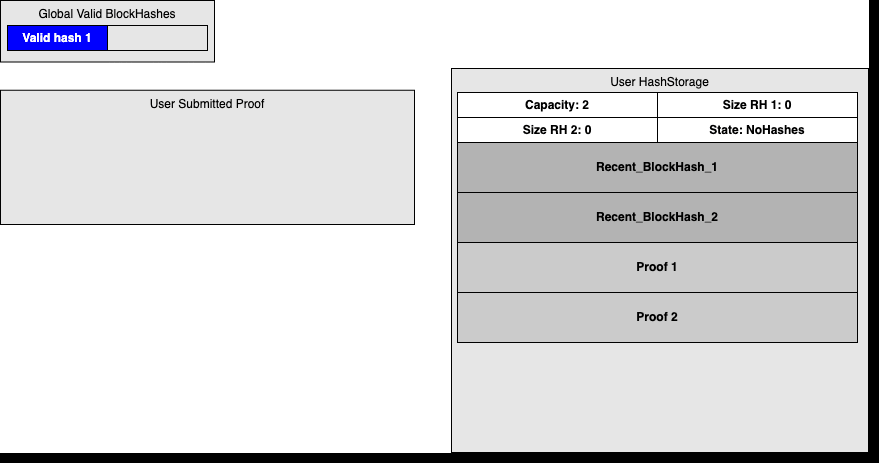 Global Valid BlockHashes
Valid hash 1
User Submitted Proof
User HashStorage
Capacity: 2
Size RH 1: 0
Size RH 2: 0
State: NoHashes
Recent_BlockHash_1
Recent_BlockHash_2
Proof 1
Proof 2